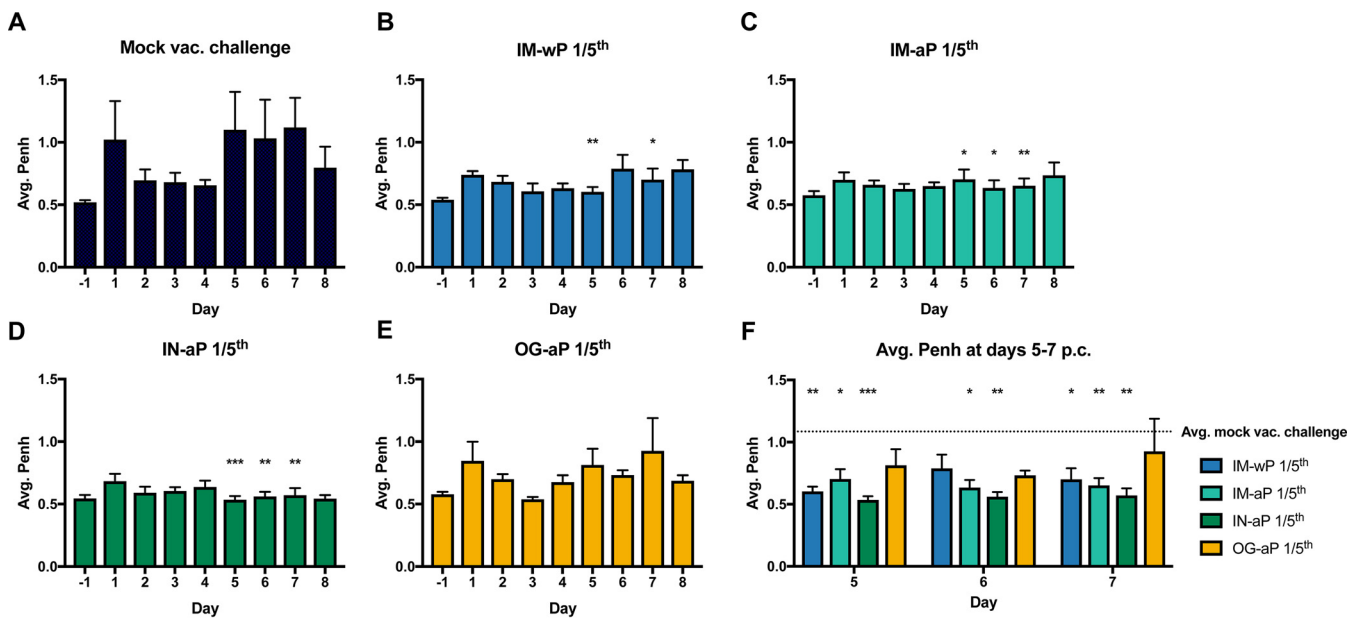 A
Mock vac. challenge
1.5
1.0
0.5
0.0
Avg. Penh
-1 1 2 3 4 5 6 7 8
Day
B
IM-wP 1/5th
1.5
1.0
0.5
0.0
Avg. Penh
** *
-1 1 2 3 4 5 6 7 8
Day
C
IM-aP 1/5th
1.5
1.0
0.5
0.0
Avg. Penh
* * **
-1 1 2 3 4 5 6 7 8
Day
D
IN-aP 1/5th
1.5
1.0
0.5
0.0
Avg. Penh
*** ** **
-1 1 2 3 4 5 6 7 8
Day
E
OG-aP 1/5th
1.5
1.0
0.5
0.0
Avg. Penh
-1 1 2 3 4 5 6 7 8
Day
F
Avg. Penh at days 5-7 p.c.
1.5
1.0
0.5
0.0
Avg. Penh
** * *** * ** * ** **
5 6 7
Day
Avg. mock vac. challenge
IM-wP 1/5th
IM-aP 1/5th
IN-aP 1/5th
OG-aP 1/5th